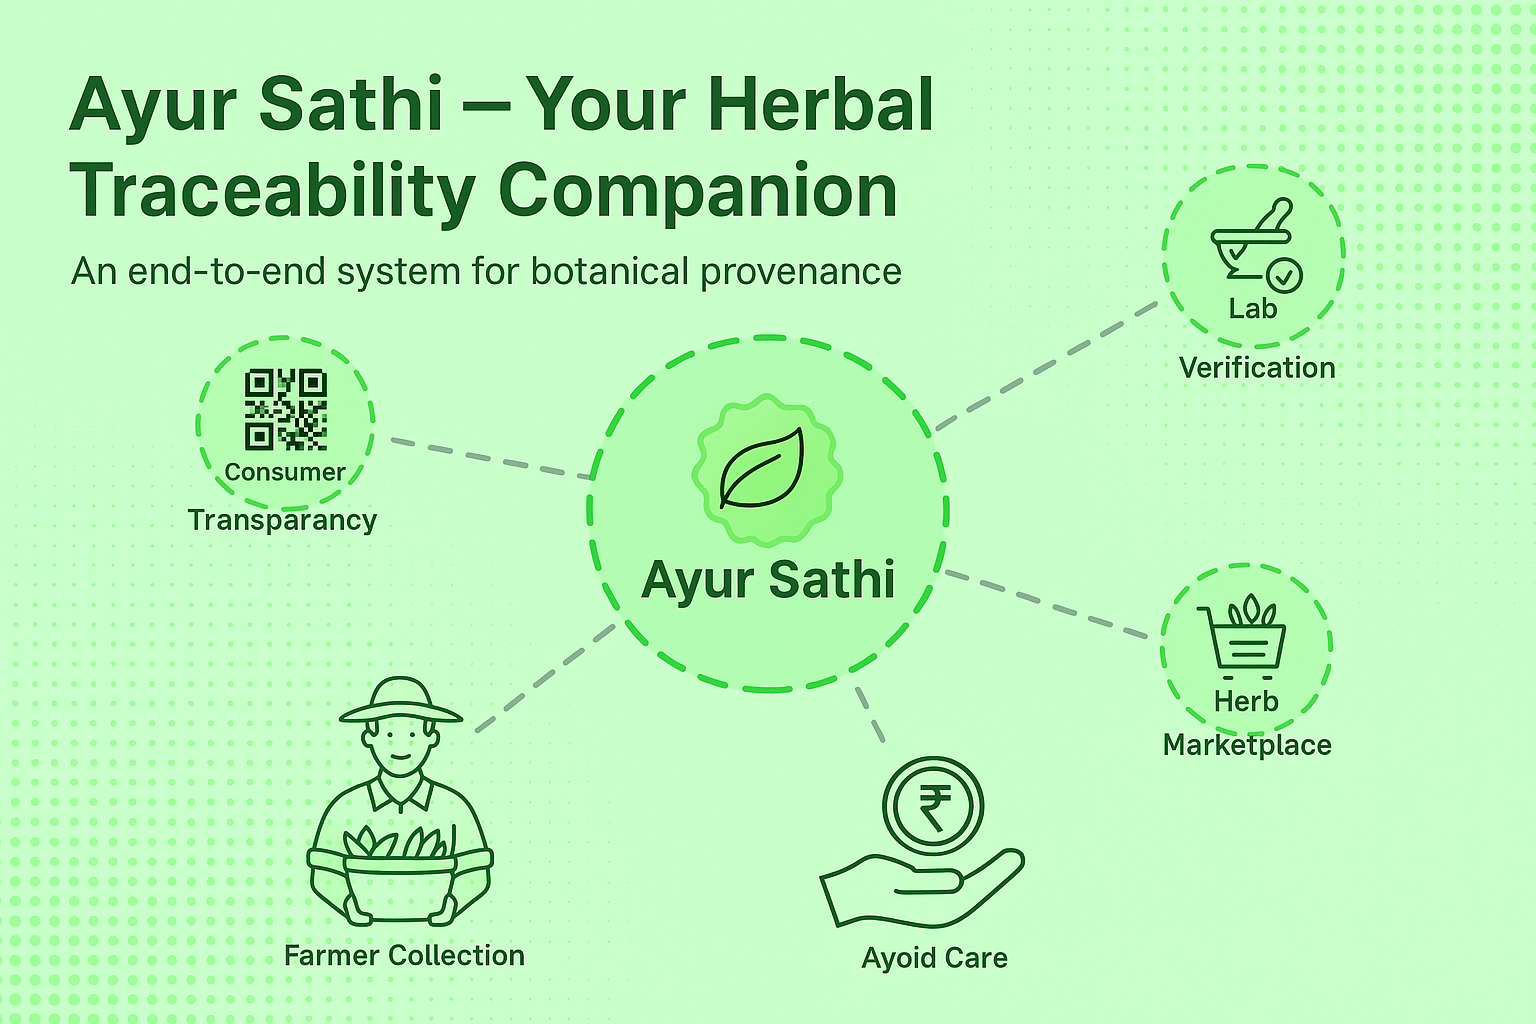 Ayur Sathi – Your Herbal
Traceability Companion
An end-to-end system for botanical provenance
Lab
Verification
Consumer
Transparancy
Ayur Sathi
Herb
Marketplace
₹
Farmer Collection
Ayoid Care